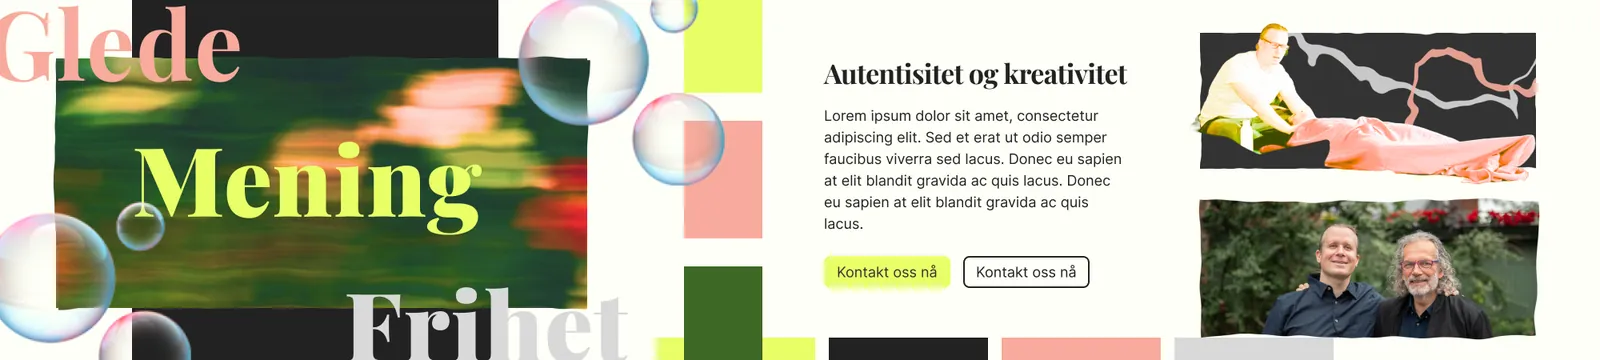 Glede
Mening
Frihet
Autentisitet og kreativitet
Lorem ipsum dolor sit amet, consectetur
adipiscing elit. Sed et erat ut odio semper
faucibus viverra sed lacus. Donec eu sapien
at elit blandit gravida ac quis lacus. Donec
eu sapien at elit blandit gravida ac quis
lacus.
Kontakt oss nå
Kontakt oss nå